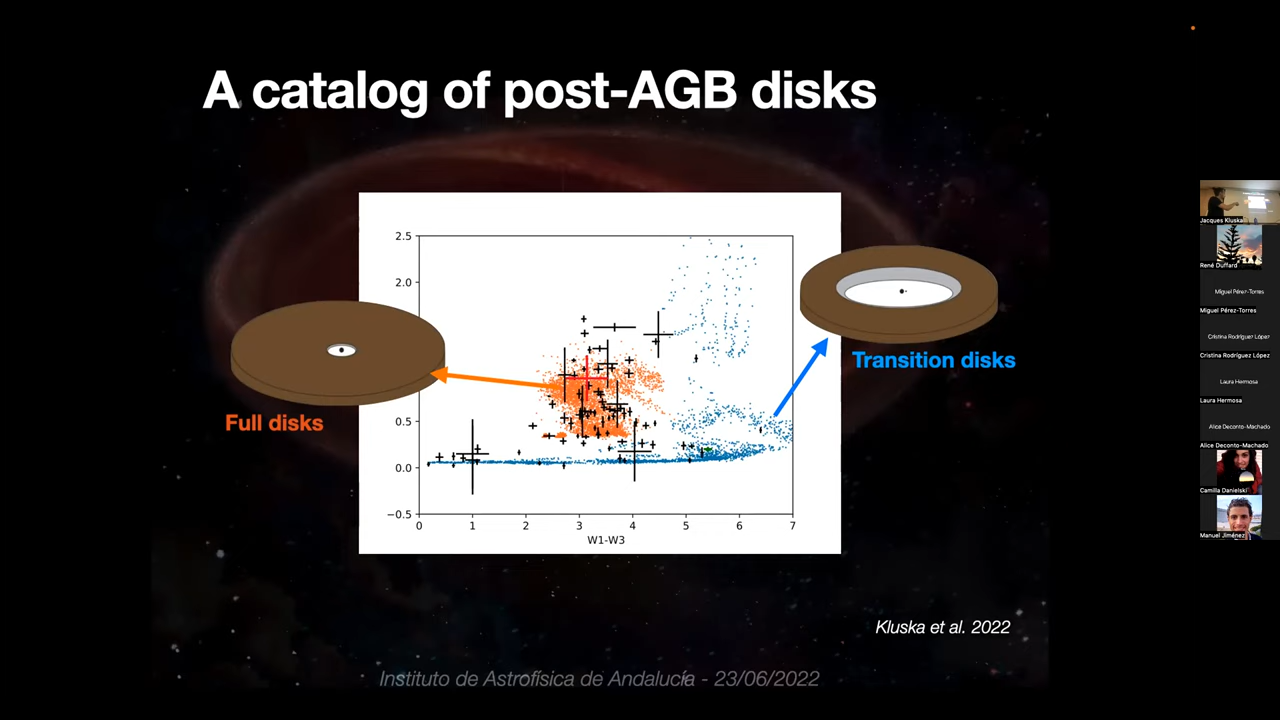 A catalog of post-AGB disks
2.5
2.0
0.5
0.0
−0.5
0
1
2
3
4
5
6
7
W1-W3
Full disks
Transition disks
Kluska et al. 2022
Instituto de Astrofísica de Andalucía - 23/06/2022
Jacques Kluska
René Duffard
Miguel Pérez-Torres
Miguel Pérez-Torres
Cristina Rodríguez López
Cristina Rodríguez López
Laura Hermosa
Laura Hermosa
Alice Deconto-Machado
Alice Deconto-Machado
Camilla Danielski
Manuel Jiménez